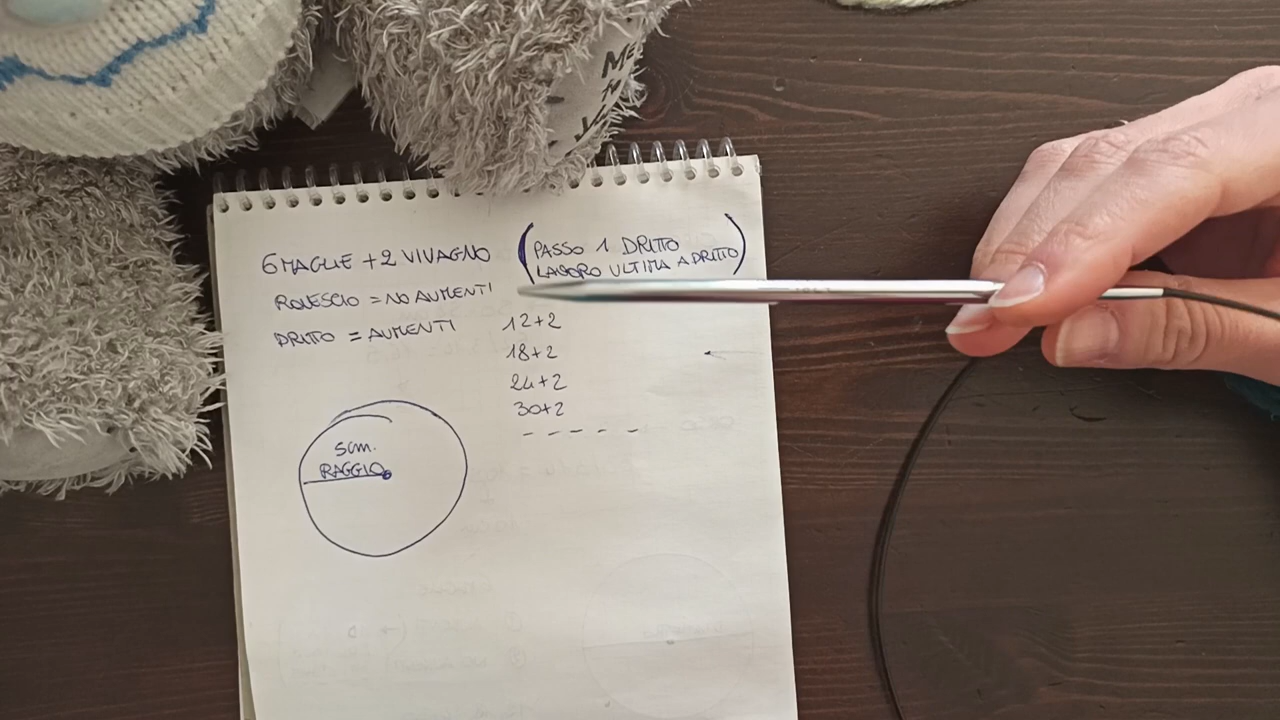 6 MAGLIE + 2 VIVAGNO
(PASSO 1 DRITTO
LAVORO ULTIMA A DRITTO)
ROVESCIO = NO AUMENTI
DRITTO = AUMENTI
12+2
18+2
24+2
30+2
- - - - -
5cm.
RAGGIO